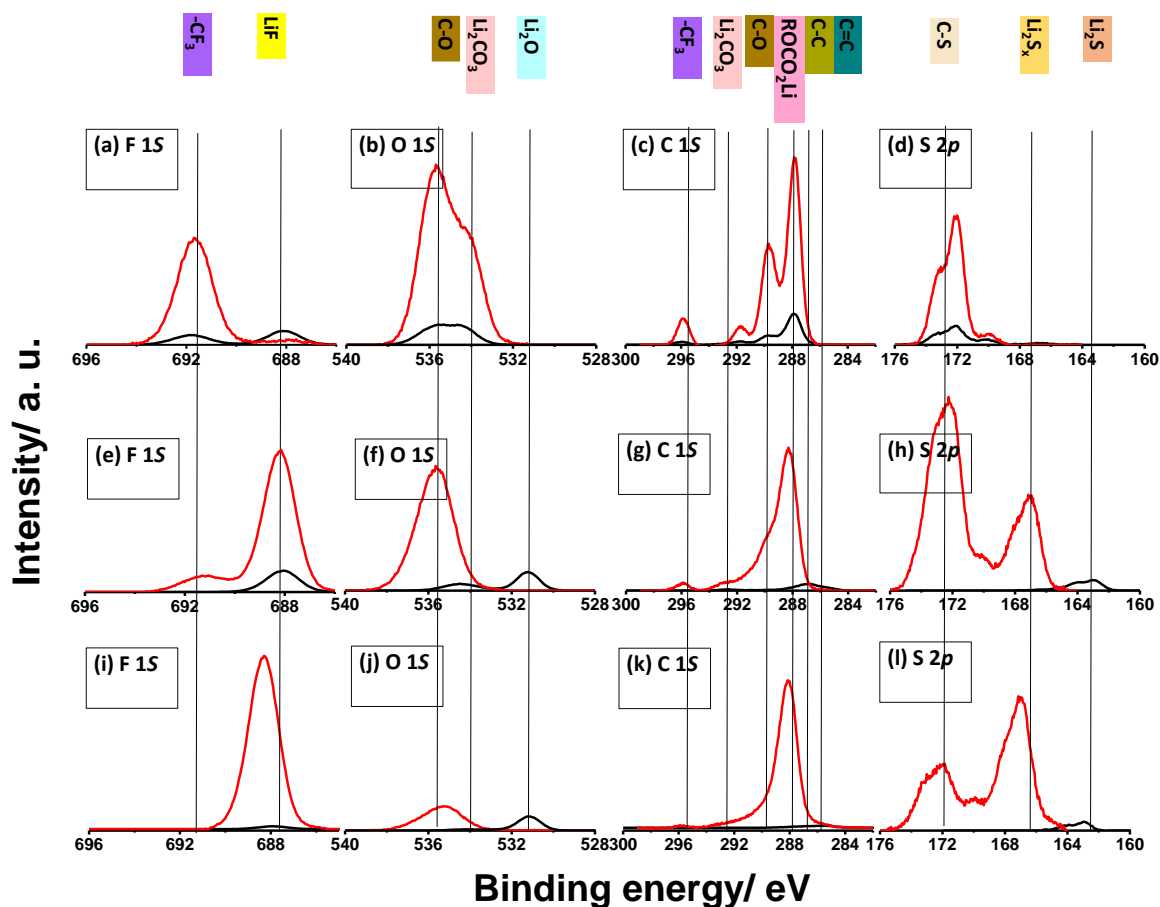 -CF₃ LiF C-O Li₂CO₃ Li₂O -CF₃ Li₂CO₃ C-O ROCO₂Li C-C C=C C-S Li₂Sₓ Li₂S
(a) F 1S (b) O 1S (c) C 1S (d) S 2p
696 692 688 540 536 532 528 300 296 292 288 284 176 172 168 164 160
(e) F 1S (f) O 1S (g) C 1S (h) S 2p
696 692 688 540 536 532 528 300 296 292 288 284 176 172 168 164 160
(i) F 1S (j) O 1S (k) C 1S (l) S 2p
696 692 688 540 536 532 528 300 296 292 288 284 176 172 168 164 160
Intensity/ a. u.
Binding energy/ eV